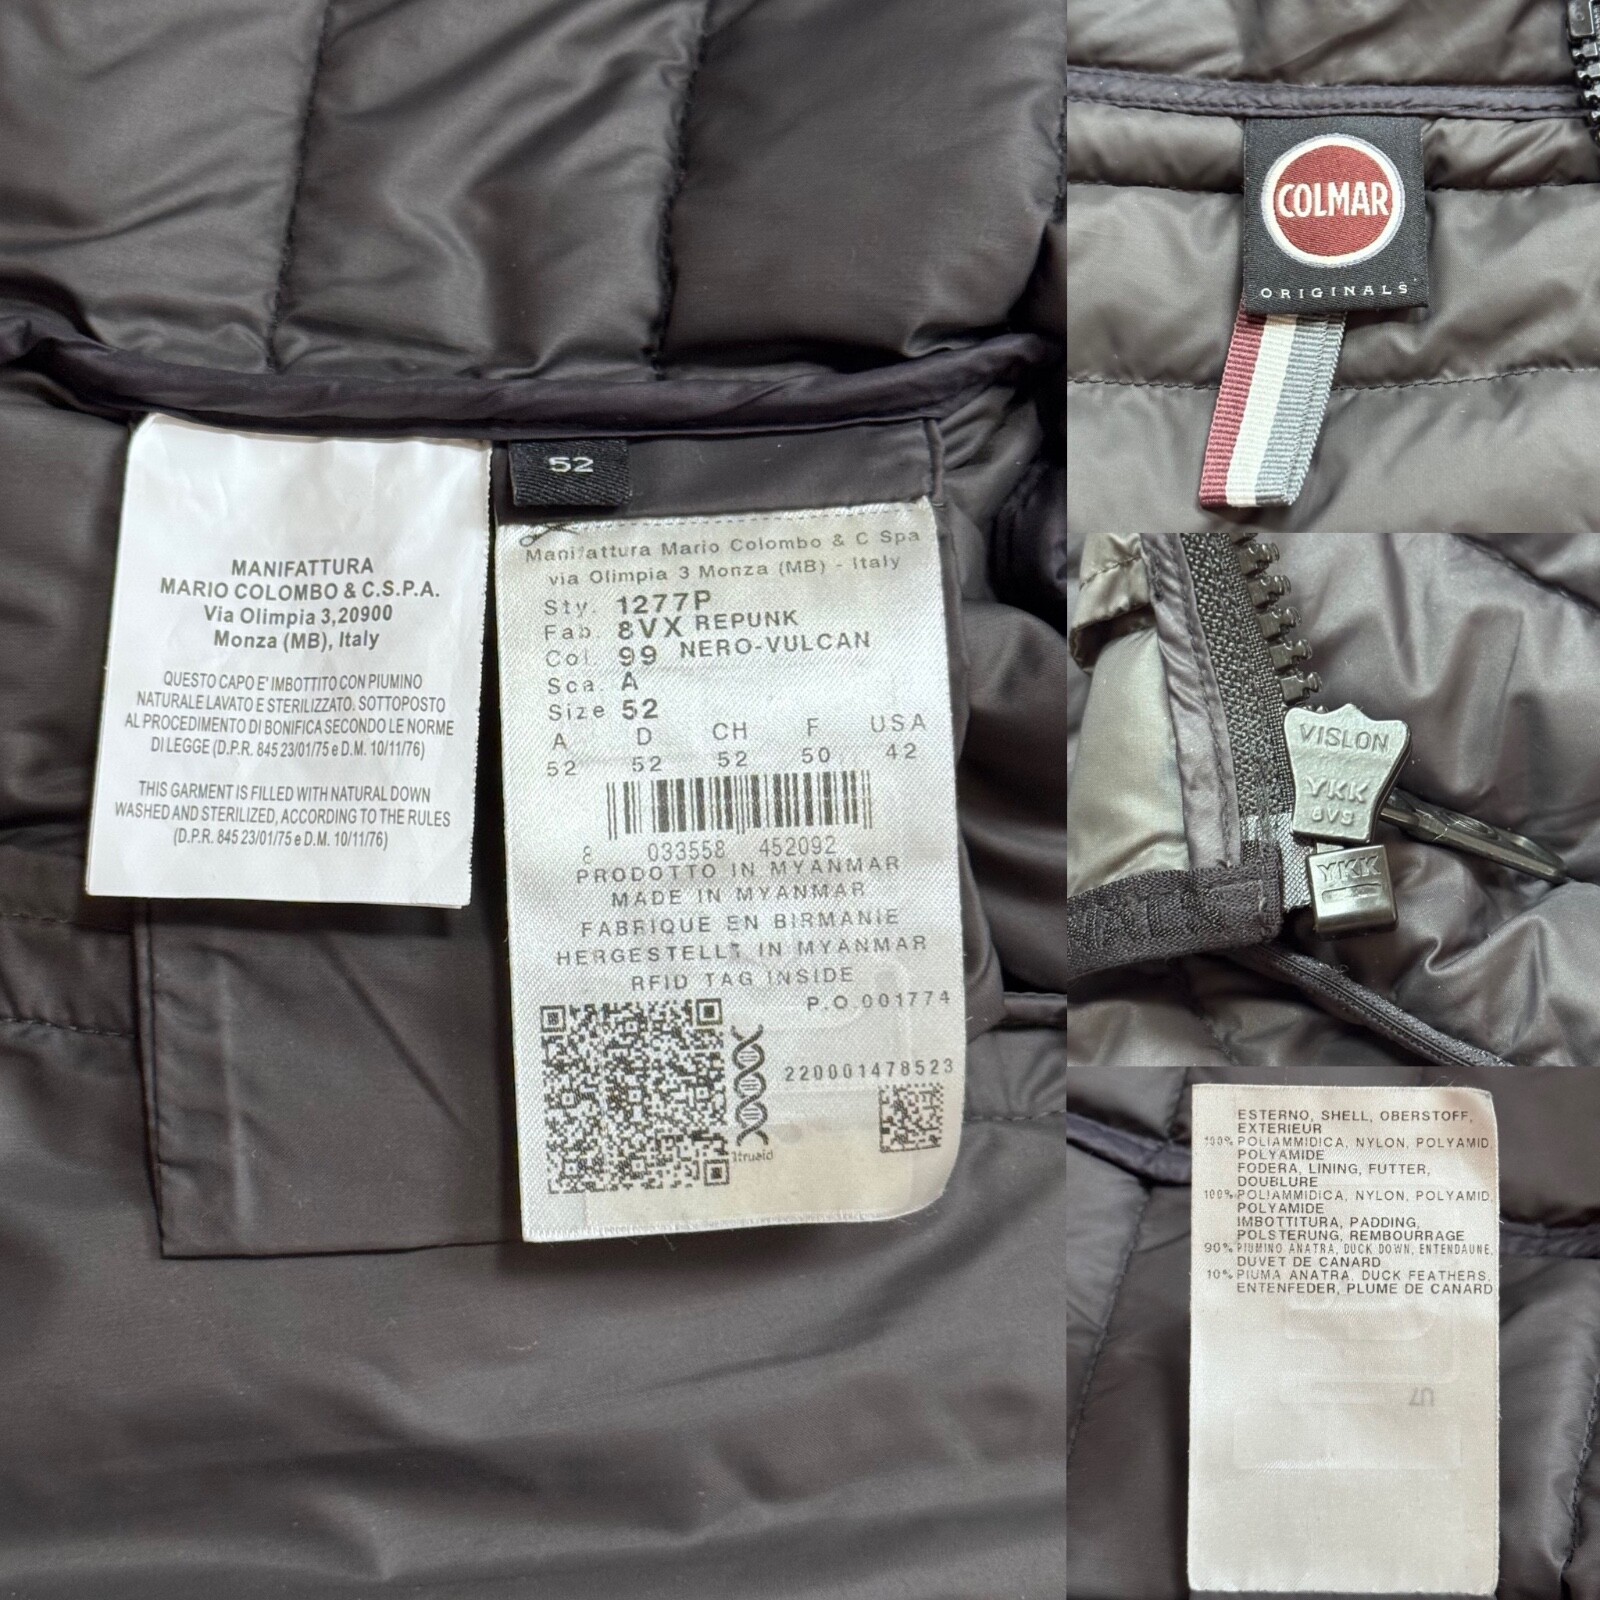 MANIFATTURA
MARIO COLOMBO & C.S.P.A.
Via Olimpia 3,20900
Monza (MB), Italy
QUESTO CAPO E' IMBOTTITO CON PIUMINO
NATURALE LAVATO E STERILIZZATO. SOTTOPOSTO
AL PROCEDIMENTO DI BONIFICA SECONDO LE NORME
DI LEGGE (D.P.R. 845 23/01/75 e D.M. 10/11/76)
THIS GARMENT IS FILLED WITH NATURAL DOWN
WASHED AND STERILIZED, ACCORDING TO THE RULES
(D.P.R. 845 23/01/75 e D.M. 10/11/76)
52
Manifattura Mario Colombo & C Spa
via Olimpia 3 Monza (MB) - Italy
Sty. 1277P
Fab. 8VX REPUNK
Col. 99 NERO-VULCAN
Sca. A
Size 52
A D CH F USA
52 52 52 50 42
8 033558 452092
PRODOTTO IN MYANMAR
MADE IN MYANMAR
FABRIQUE EN BIRMANIE
HERGESTELLT IN MYANMAR
RFID TAG INSIDE
P.O.001774
220001478523
1trueid
COLMAR
ORIGINALS
VISLON
YKK
8VS
YKK
ESTERNO, SHELL, OBERSTOFF,
EXTERIEUR
100% POLIAMMIDICA, NYLON, POLYAMID,
POLYAMIDE
FODERA, LINING, FUTTER,
DOUBLURE
100% POLIAMMIDICA, NYLON, POLYAMID,
POLYAMIDE
IMBOTTITURA, PADDING,
POLSTERUNG, REMBOURRAGE
90% PIUMINO ANATRA, DUCK DOWN, ENTENDAUNE,
DUVET DE CANARD
10% PIUMA ANATRA, DUCK FEATHERS,
ENTENFEDER, PLUME DE CANARD
U7